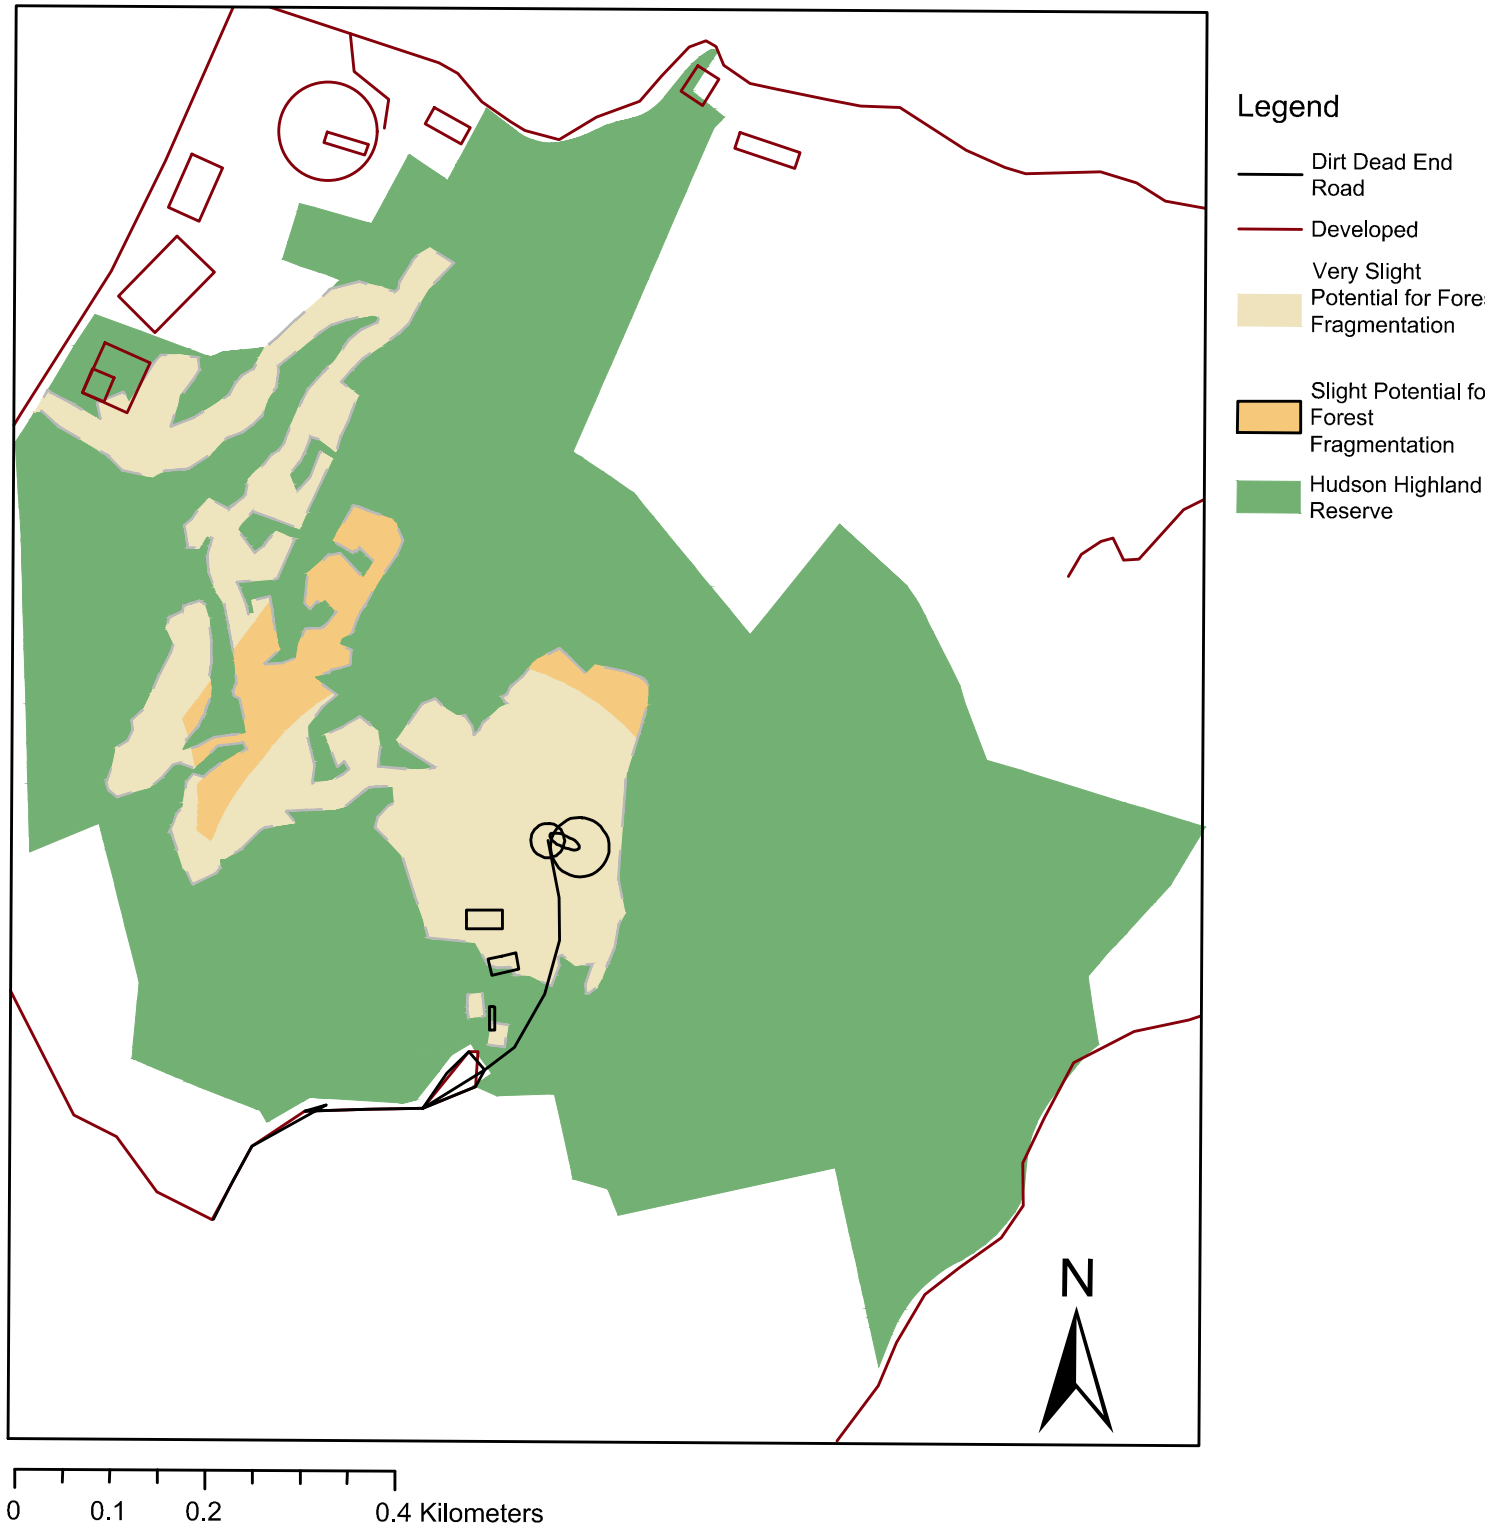 Legend
Dirt Dead End
Road
Developed
Very Slight
Potential for Fores
Fragmentation
Slight Potential fo
Forest
Fragmentation
Hudson Highland
Reserve
N
0 0.1 0.2 0.4 Kilometers